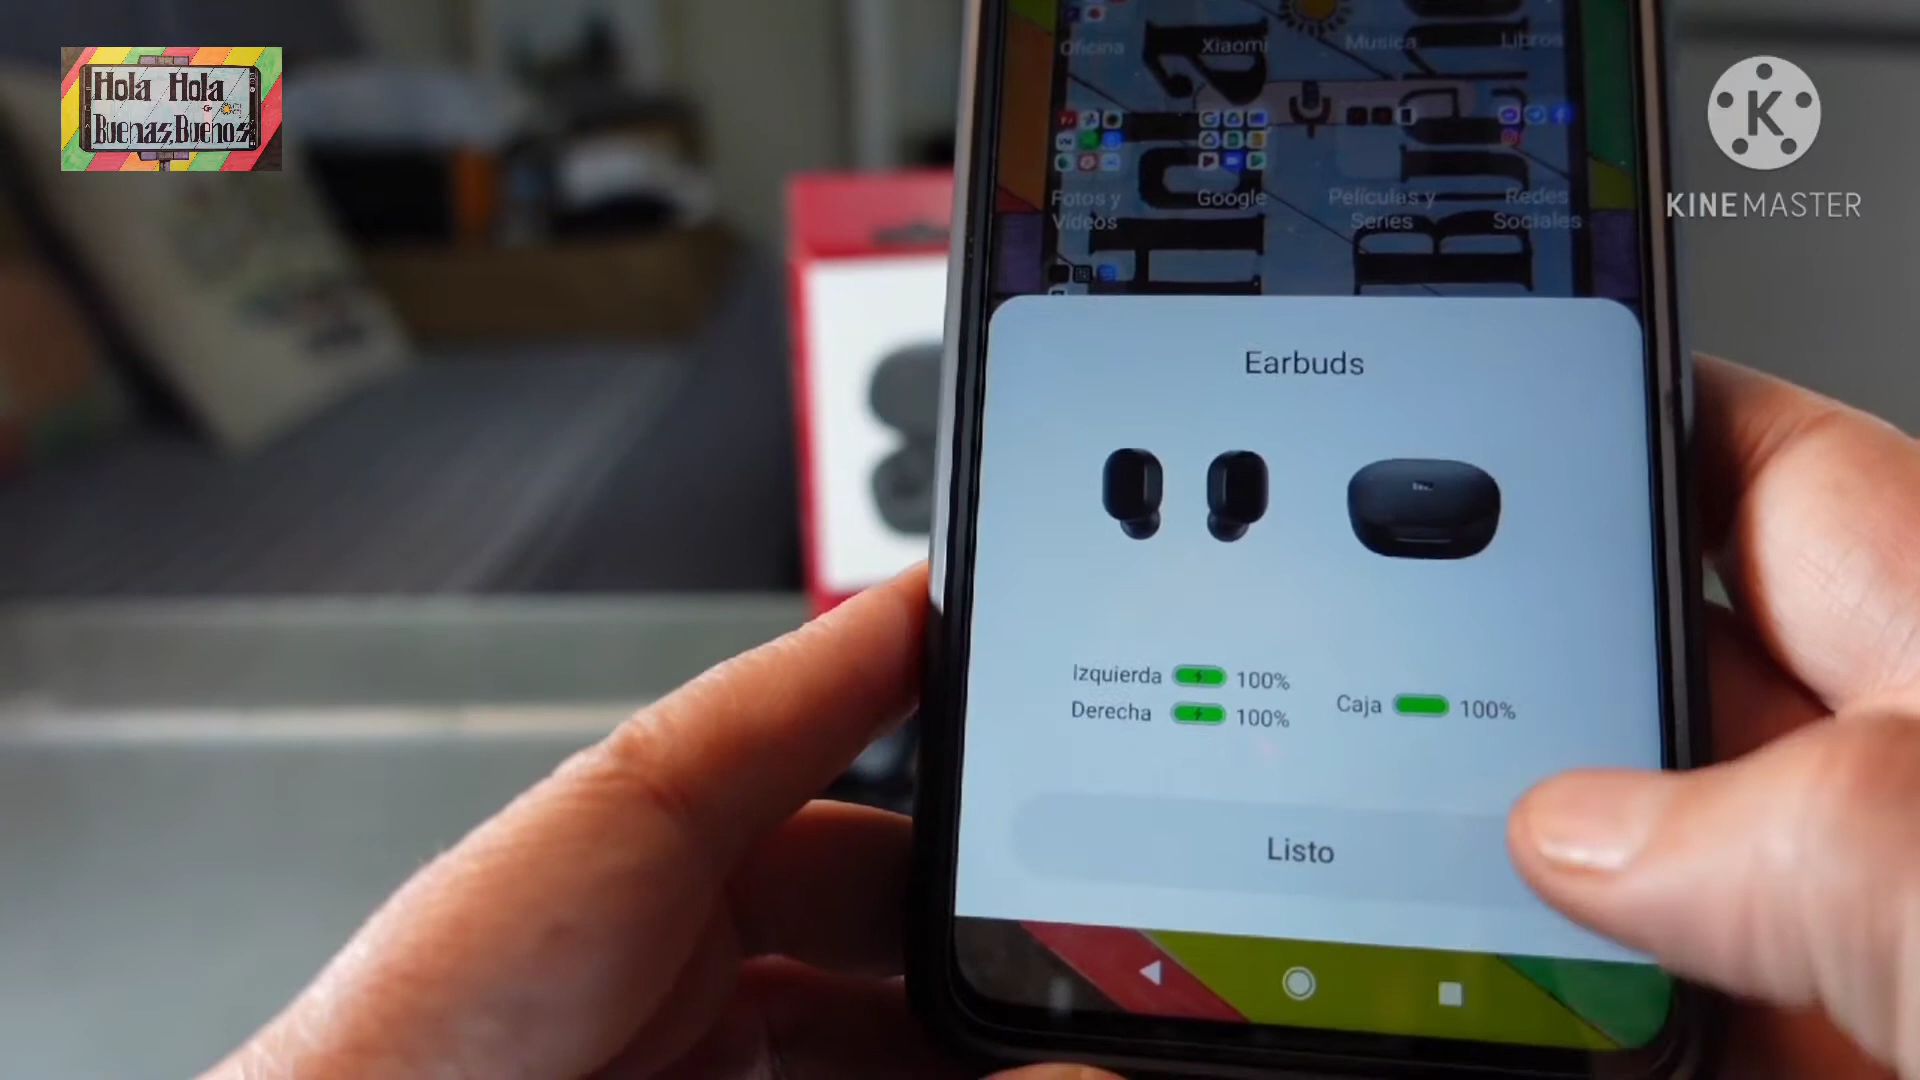 Hola Hola
Buenas, Buenos
K
KINEMASTER
Oficina
Xiaomi
Musica
Libros
Fotos y
Vídeos
Google
Películas y
Series
Redes
Sociales
Earbuds
Izquierda 100%
Derecha 100%
Caja 100%
Listo